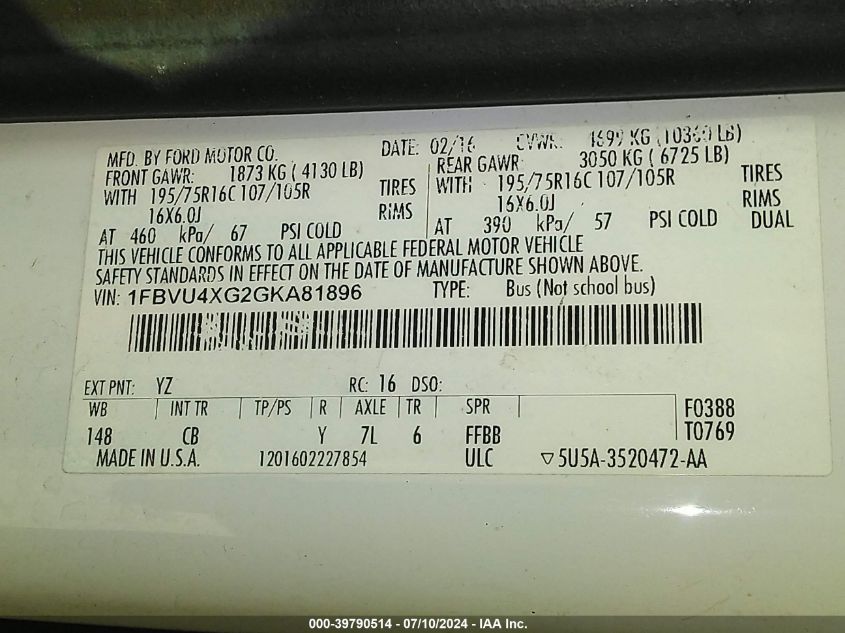 MFD. BY FORD MOTOR CO. DATE: 02/16 GVWR: KG LB)
FRONT GAWR: 1873 KG ( 4130 LB) REAR GAWR: 3050 KG ( 6725 LB)
WITH 195/75R16C 107/105R TIRES WITH 195/75R16C 107/105R TIRES
16X6.0J RIMS 16X6.0J RIMS
AT 460 kPa/ 67 PSI COLD AT 390 kPa/ 57 PSI COLD DUAL
THIS VEHICLE CONFORMS TO ALL APPLICABLE FEDERAL MOTOR VEHICLE
SAFETY STANDARDS IN EFFECT ON THE DATE OF MANUFACTURE SHOWN ABOVE.
VIN: 1FBVU4XG2GKA81896 TYPE: Bus (Not school bus)
EXT PNT: YZ RC: 16 DSO:
WB INT TR TP/PS R AXLE TR SPR F0388
148 CB Y 7L 6 FFBB T0769
MADE IN U.S.A. 1201602227854 ULC ▽5U5A-3520472-AA
000-39790514 - 07/10/2024 - IAA Inc.